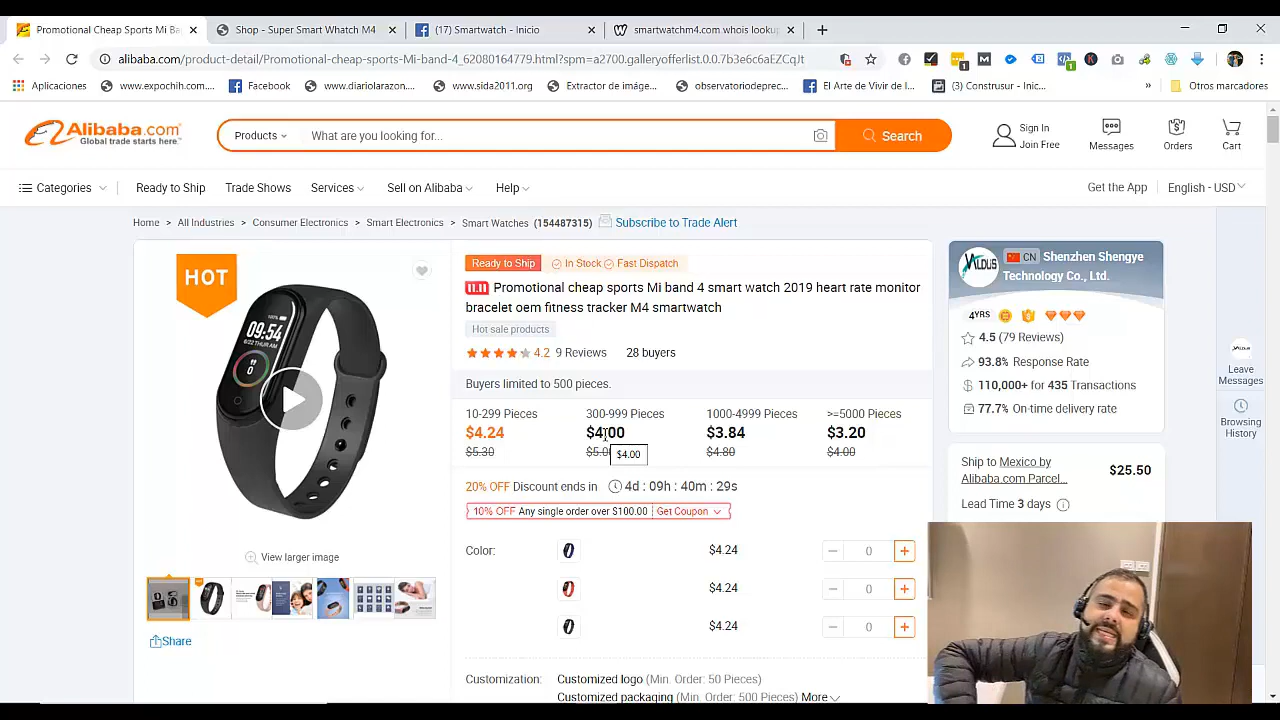 Promotional Cheap Sports Mi Ba
Shop - Super Smart Whatch M4
(17) Smartwatch - Inicio
smartwatchm4.com whois lookup
alibaba.com/product-detail/Promotional-cheap-sports-Mi-band-4_62080164779.html?spm=a2700.galleryofferlist.0.0.7b3e6c6aEZCqJt
Aplicaciones
www.expochih.com...
Facebook
www.diariolarazon...
www.sida2011.org
Extractor de imáge...
observatoriodeprec...
El Arte de Vivir de l...
(3) Construsur - Inic...
»
Otros marcadores
Alibaba.com
Global trade starts here.™
Products
What are you looking for...
Search
Sign In
Join Free
Messages
Orders
Cart
Categories
Ready to Ship
Trade Shows
Services
Sell on Alibaba
Help
Get the App
English - USD
Home > All Industries > Consumer Electronics > Smart Electronics > Smart Watches (154487315) Subscribe to Trade Alert
HOT
09:54
View larger image
Share
Ready to Ship In Stock Fast Dispatch
11.11 Promotional cheap sports Mi band 4 smart watch 2019 heart rate monitor
bracelet oem fitness tracker M4 smartwatch
Hot sale products
4.2 9 Reviews 28 buyers
Buyers limited to 500 pieces.
10-299 Pieces 300-999 Pieces 1000-4999 Pieces >=5000 Pieces
$4.24 $4.00 $3.84 $3.20
$5.30 $5.0 $4.80 $4.00
$4.00
20% OFF Discount ends in 4d : 09h : 40m : 29s
10% OFF Any single order over $100.00 Get Coupon
Color: $4.24 0
$4.24 0
$4.24 0
Customization: Customized logo (Min. Order: 50 Pieces)
Customized packaging (Min. Order: 500 Pieces) More
CN Shenzhen Shengye
Technology Co., Ltd.
4YRS
4.5 (79 Reviews)
93.8% Response Rate
110,000+ for 435 Transactions
77.7% On-time delivery rate
Ship to Mexico by
Alibaba.com Parcel...
$25.50
Lead Time 3 days
Leave
Messages
Browsing
History